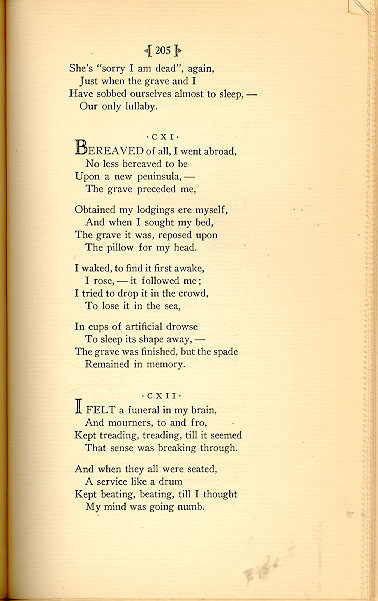 205
She's "sorry I am dead", again,
Just when the grave and I
Have sobbed ourselves almost to sleep, —
Our only lullaby.
·CXI·
BEREAVED of all, I went abroad,
No less bereaved to be
Upon a new peninsula, —
The grave preceded me,
Obtained my lodgings ere myself,
And when I sought my bed,
The grave it was, reposed upon
The pillow for my head.
I waked, to find it first awake,
I rose, — it followed me;
I tried to drop it in the crowd,
To lose it in the sea,
In cups of artificial drowse
To sleep its shape away, —
The grave was finished, but the spade
Remained in memory.
·CXII·
I FELT a funeral in my brain,
And mourners, to and fro,
Kept treading, treading, till it seemed
That sense was breaking through.
And when they all were seated,
A service like a drum
Kept beating, beating, till I thought
My mind was going numb.